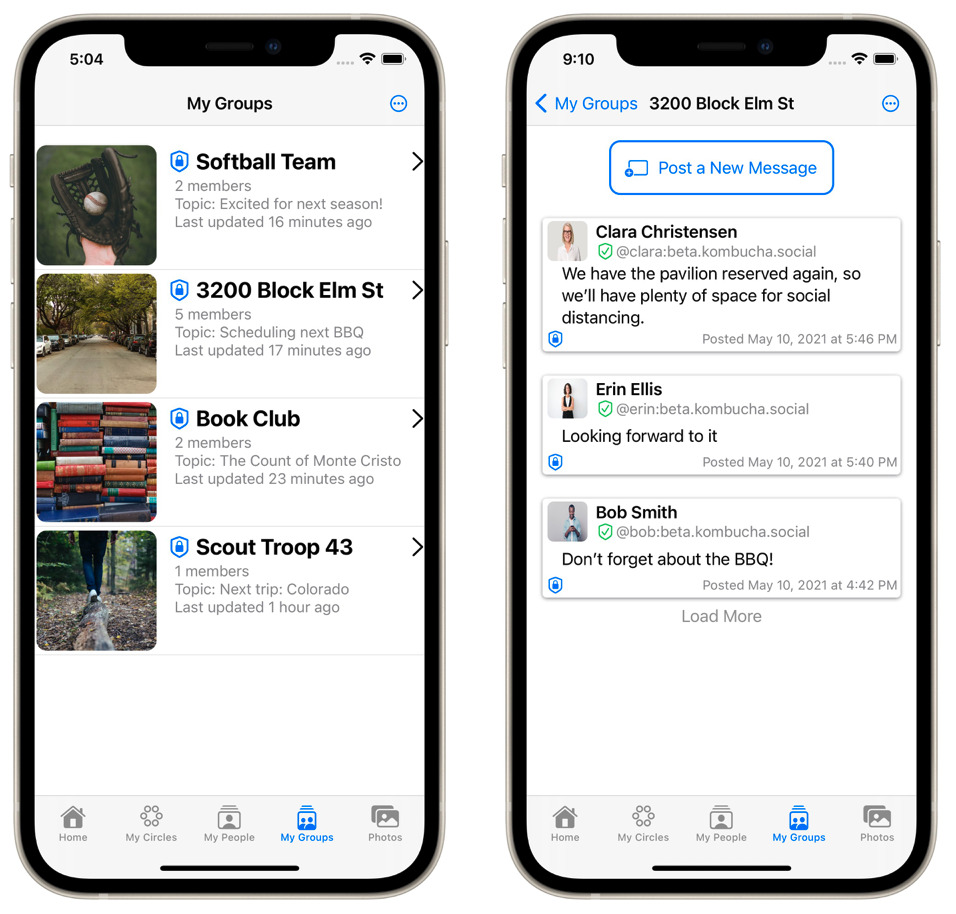 5:04
My Groups
Softball Team
2 members
Topic: Excited for next season!
Last updated 16 minutes ago
3200 Block Elm St
5 members
Topic: Scheduling next BBQ
Last updated 17 minutes ago
Book Club
2 members
Topic: The Count of Monte Cristo
Last updated 23 minutes ago
Scout Troop 43
1 members
Topic: Next trip: Colorado
Last updated 1 hour ago
Home My Circles My People My Groups Photos
9:10
My Groups 3200 Block Elm St
Post a New Message
Clara Christensen
@clara:beta.kombucha.social
We have the pavilion reserved again, so
we’ll have plenty of space for social
distancing.
Posted May 10, 2021 at 5:46 PM
Erin Ellis
@erin:beta.kombucha.social
Looking forward to it
Posted May 10, 2021 at 5:40 PM
Bob Smith
@bob:beta.kombucha.social
Don’t forget about the BBQ!
Posted May 10, 2021 at 4:42 PM
Load More
Home My Circles My People My Groups Photos